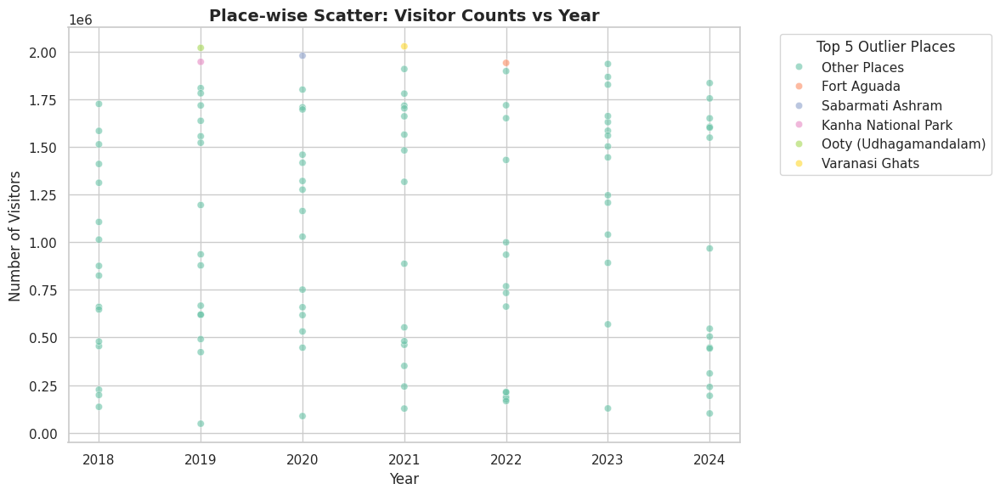 Place-wise Scatter: Visitor Counts vs Year
1e6
2.00
1.75
1.50
1.25
1.00
0.75
0.50
0.25
0.00
Number of Visitors
2018 2019 2020 2021 2022 2023 2024
Year
Top 5 Outlier Places
Other Places
Fort Aguada
Sabarmati Ashram
Kanha National Park
Ooty (Udhagamandalam)
Varanasi Ghats